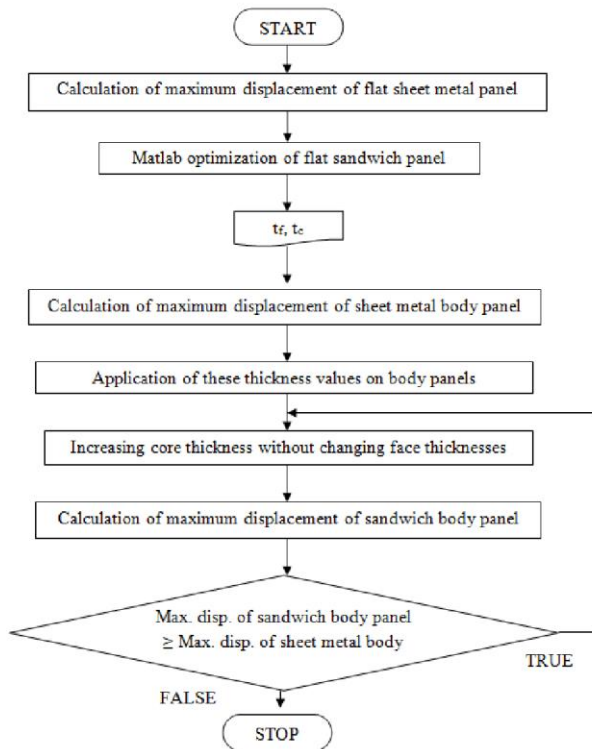 START
Calculation of maximum displacement of flat sheet metal panel
Matlab optimization of flat sandwich panel
tf, tc
Calculation of maximum displacement of sheet metal body panel
Application of these thickness values on body panels
Increasing core thickness without changing face thicknesses
Calculation of maximum displacement of sandwich body panel
Max. disp. of sandwich body panel
≥ Max. disp. of sheet metal body
TRUE
FALSE
STOP